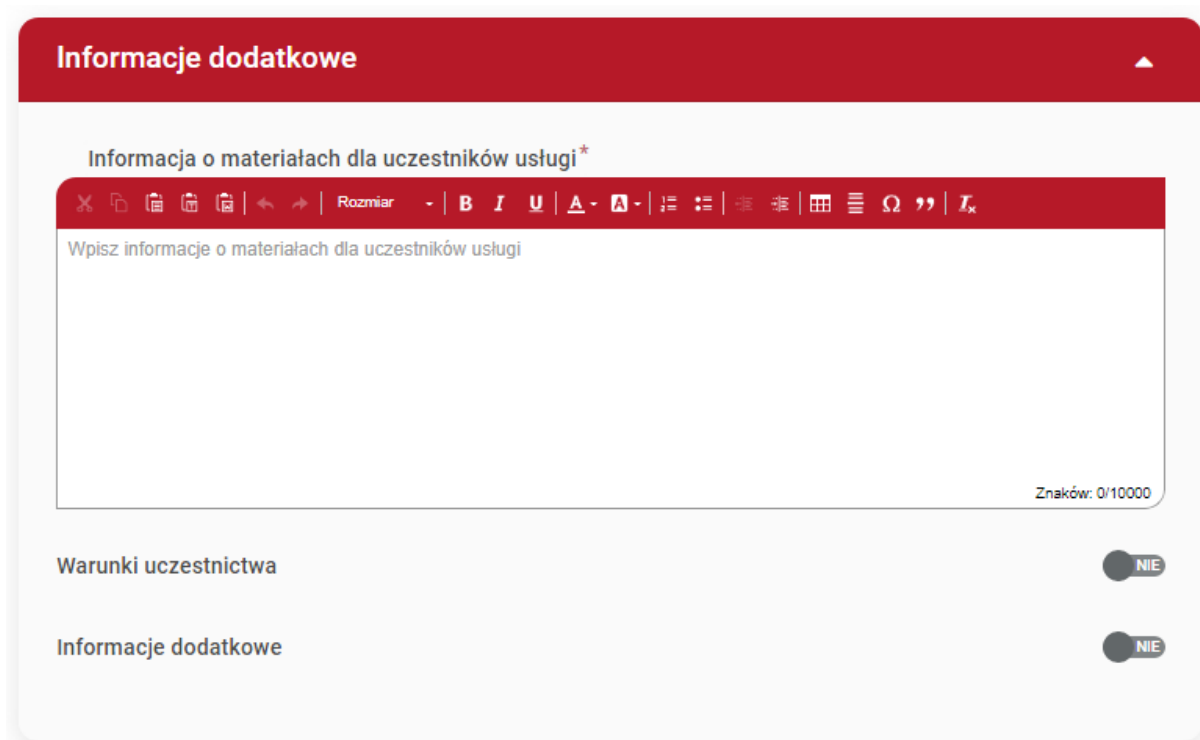 Informacje dodatkowe
Informacja o materiałach dla uczestników usługi*
Rozmiar B I U A A Ω
Wpisz informacje o materiałach dla uczestników usługi
Znaków: 0/10000
Warunki uczestnictwa NIE
Informacje dodatkowe NIE